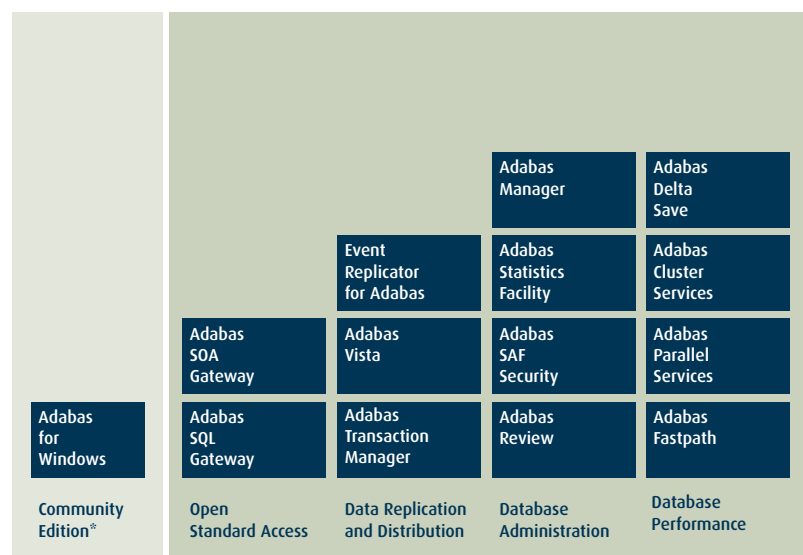 Adabas
Manager
Adabas
Delta
Save
Event
Replicator
for Adabas
Adabas
Statistics
Facility
Adabas
Cluster
Services
Adabas
SOA
Gateway
Adabas
Vista
Adabas
SAF
Security
Adabas
Parallel
Services
Adabas
for
Windows
Adabas
SQL
Gateway
Adabas
Transaction
Manager
Adabas
Review
Adabas
Fastpath
Community
Edition*
Open
Standard Access
Data Replication
and Distribution
Database
Administration
Database
Performance